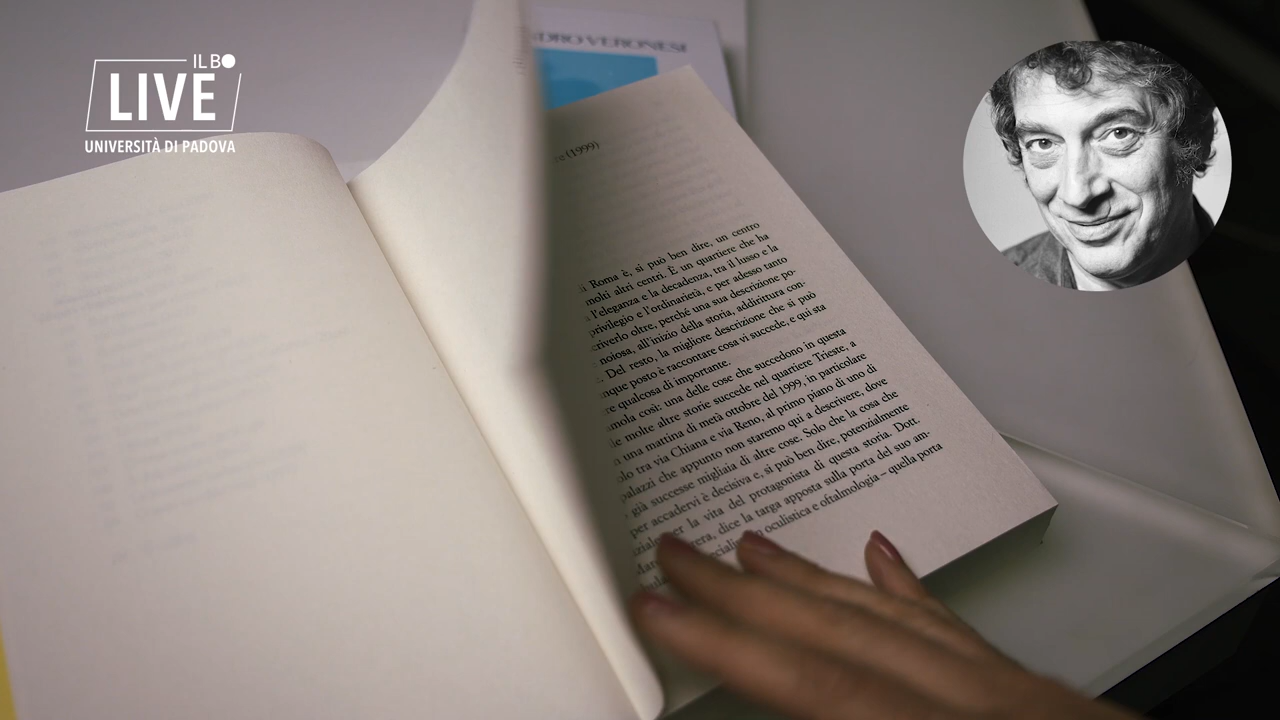 IL BO
LIVE
UNIVERSITÀ DI PADOVA
DRO VERONESI
(1999)
Roma è, si può ben dire, un centro
molti altri centri. È un quartiere che ha
l'eleganza e la decadenza, tra il lusso e la
privilegio e l'ordinarietà, e per adesso tanto
criverlo oltre, perché una sua descrizione po-
noiosa, all'inizio della storia, addirittura con-
. Del resto, la migliore descrizione che si può
nque posto è raccontare cosa vi succede, e qui sta
re qualcosa di importante.
amola così: una delle cose che succedono in questa
le molte altre storie succede nel quartiere Trieste, a
una mattina di metà ottobre del 1999, in particolare
olo tra via Chiana e via Reno, al primo piano di uno di
palazzi che appunto non staremo qui a descrivere, dove
già successe migliaia di altre cose. Solo che la cosa che
per accadervi è decisiva e, si può ben dire, potenzialmente
ziale per la vita del protagonista di questa storia. Dott.
rera, dice la targa apposta sulla porta del suo am-
oculistica e oftalmologia – quella porta